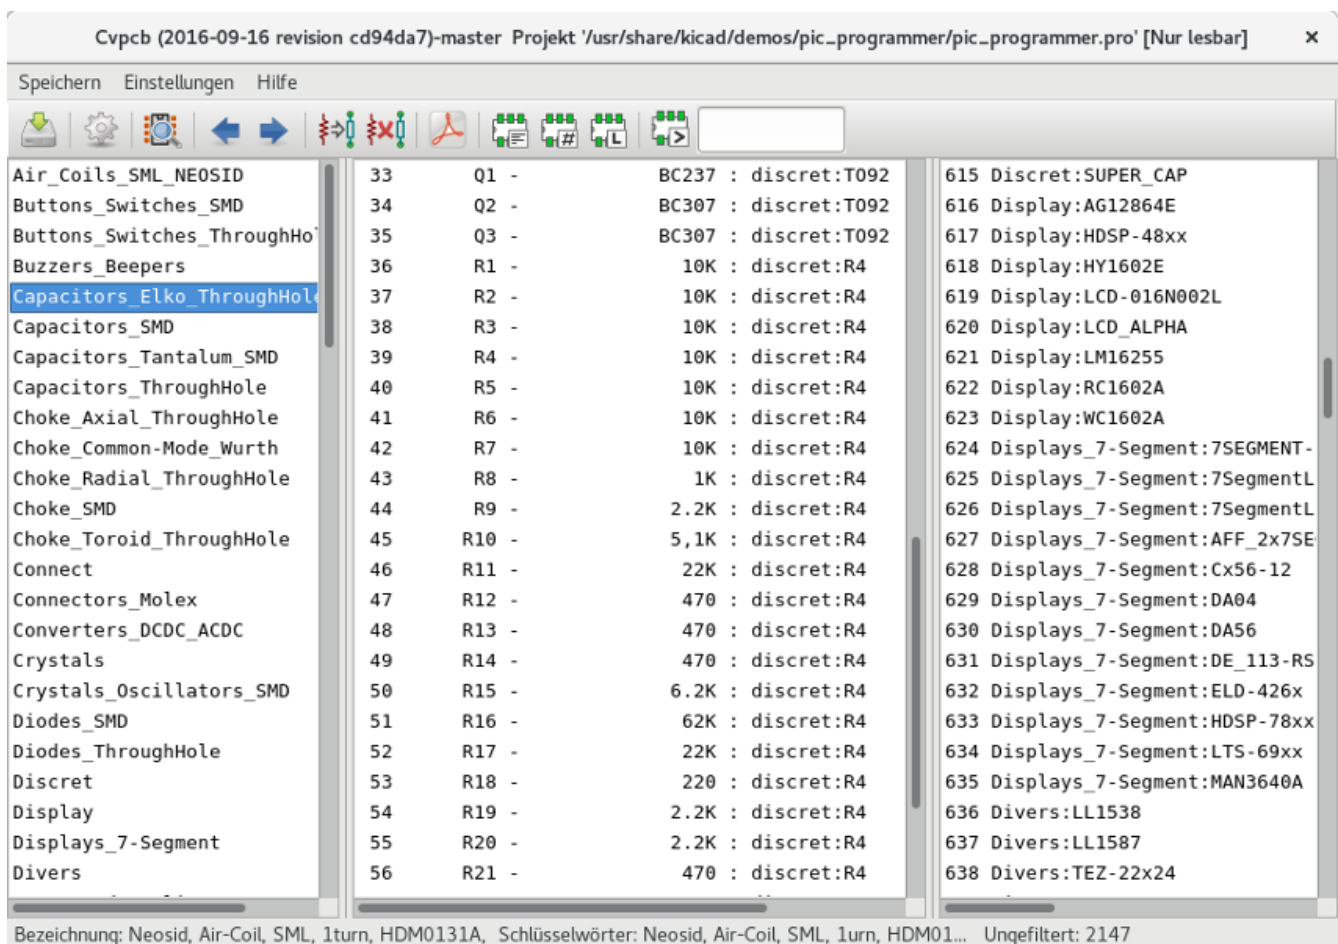 Cvpcb (2016-09-16 revision cd94da7)-master Projekt '/usr/share/kicad/demos/pic_programmer/pic_programmer.pro' [Nur lesbar]
Speichern Einstellungen Hilfe
Air_Coils_SML_NEOSID
Buttons_Switches_SMD
Buttons_Switches_ThroughHo
Buzzers_Beepers
Capacitors_Elko_ThroughHole
Capacitors_SMD
Capacitors_Tantalum_SMD
Capacitors_ThroughHole
Choke_Axial_ThroughHole
Choke_Common-Mode_Wurth
Choke_Radial_ThroughHole
Choke_SMD
Choke_Toroid_ThroughHole
Connect
Connectors_Molex
Converters_DCDC_ACDC
Crystals
Crystals_Oscillators_SMD
Diodes_SMD
Diodes_ThroughHole
Discret
Display
Displays_7-Segment
Divers
33 Q1 - BC237 : discret:TO92
34 Q2 - BC307 : discret:TO92
35 Q3 - BC307 : discret:TO92
36 R1 - 10K : discret:R4
37 R2 - 10K : discret:R4
38 R3 - 10K : discret:R4
39 R4 - 10K : discret:R4
40 R5 - 10K : discret:R4
41 R6 - 10K : discret:R4
42 R7 - 10K : discret:R4
43 R8 - 1K : discret:R4
44 R9 - 2.2K : discret:R4
45 R10 - 5,1K : discret:R4
46 R11 - 22K : discret:R4
47 R12 - 470 : discret:R4
48 R13 - 470 : discret:R4
49 R14 - 470 : discret:R4
50 R15 - 6.2K : discret:R4
51 R16 - 62K : discret:R4
52 R17 - 22K : discret:R4
53 R18 - 220 : discret:R4
54 R19 - 2.2K : discret:R4
55 R20 - 2.2K : discret:R4
56 R21 - 470 : discret:R4
615 Discret:SUPER_CAP
616 Display:AG12864E
617 Display:HDSP-48xx
618 Display:HY1602E
619 Display:LCD-016N002L
620 Display:LCD_ALPHA
621 Display:LM16255
622 Display:RC1602A
623 Display:WC1602A
624 Displays_7-Segment:7SEGMENT-
625 Displays_7-Segment:7SegmentL
626 Displays_7-Segment:7SegmentL
627 Displays_7-Segment:AFF_2x7SE
628 Displays_7-Segment:Cx56-12
629 Displays_7-Segment:DA04
630 Displays_7-Segment:DA56
631 Displays_7-Segment:DE_113-RS
632 Displays_7-Segment:ELD-426x
633 Displays_7-Segment:HDSP-78xx
634 Displays_7-Segment:LTS-69xx
635 Displays_7-Segment:MAN3640A
636 Divers:LL1538
637 Divers:LL1587
638 Divers:TEZ-22x24
Bezeichnung: Neosid, Air-Coil, SML, 1turn, HDM0131A, Schlüsselwörter: Neosid, Air-Coil, SML, 1urn, HDM01... Ungefiltert: 2147